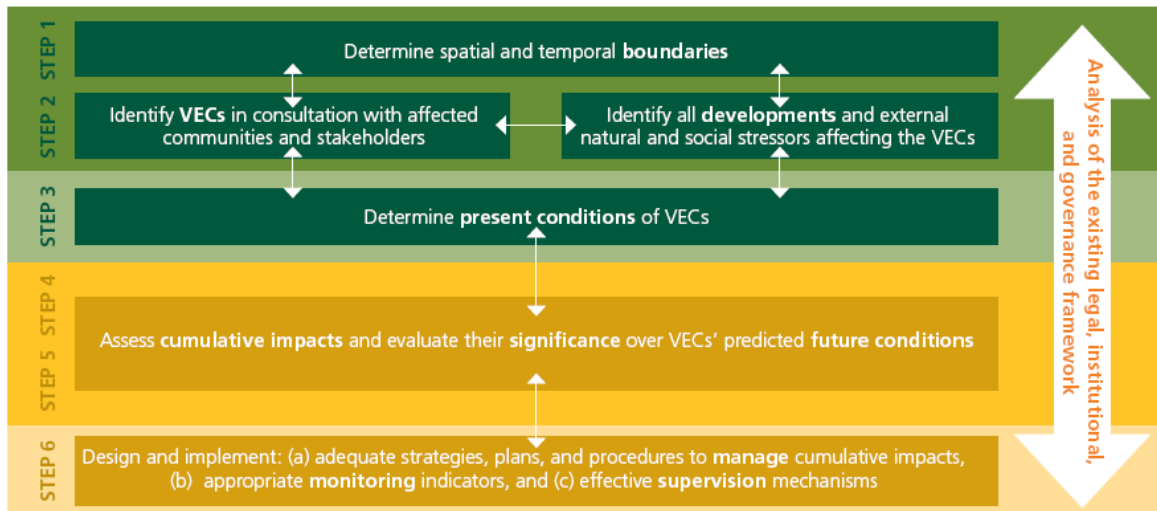 STEP 1
Determine spatial and temporal boundaries
STEP 2
Identify VECs in consultation with affected
communities and stakeholders
Identify all developments and external
natural and social stressors affecting the VECs
STEP 3
Determine present conditions of VECs
STEP 4
STEP 5
Assess cumulative impacts and evaluate their significance over VECs’ predicted future conditions
STEP 6
Design and implement: (a) adequate strategies, plans, and procedures to manage cumulative impacts,
(b) appropriate monitoring indicators, and (c) effective supervision mechanisms
Analysis of the existing legal, institutional,
and governance framework